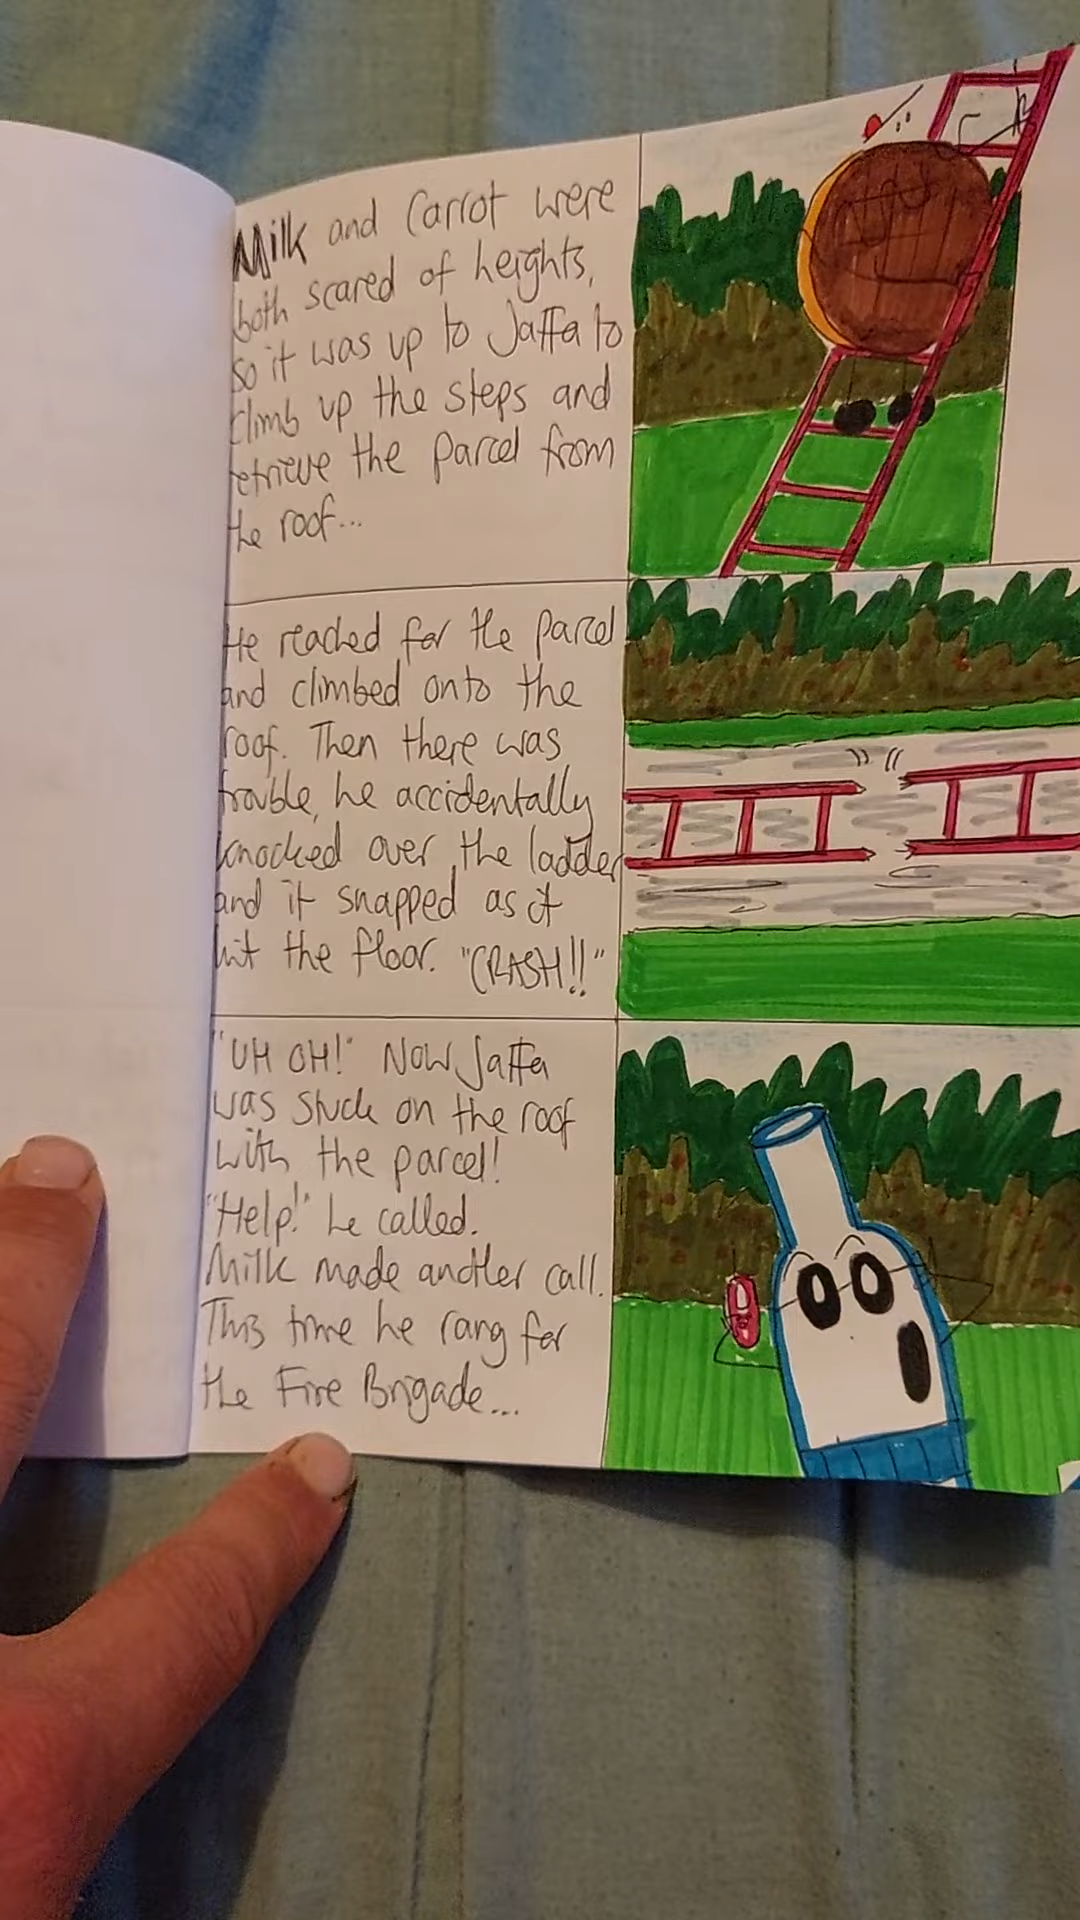 Milk and Carrot were
both scared of heights,
so it was up to Jaffa to
climb up the steps and
retrieve the parcel from
the roof...
He reached for the parcel
and climbed onto the
roof. Then there was
trouble, he accidentally
knocked over the ladder
and it snapped as it
hit the floor. "CRASH!!"
"UH OH!" Now Jaffa
was stuck on the roof
with the parcel!
"Help!" he called.
Milk made another call.
This time he rang for
the Fire Brigade...